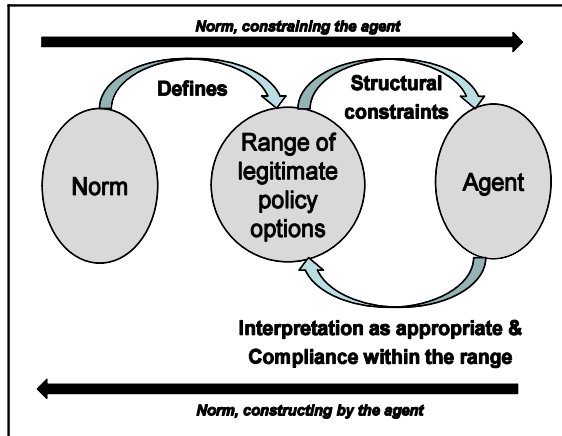 Norm, constraining the agent
Defines
Structural
constraints
Norm
Range of
legitimate
policy
options
Agent
Interpretation as appropriate &
Compliance within the range
Norm, constructing by the agent